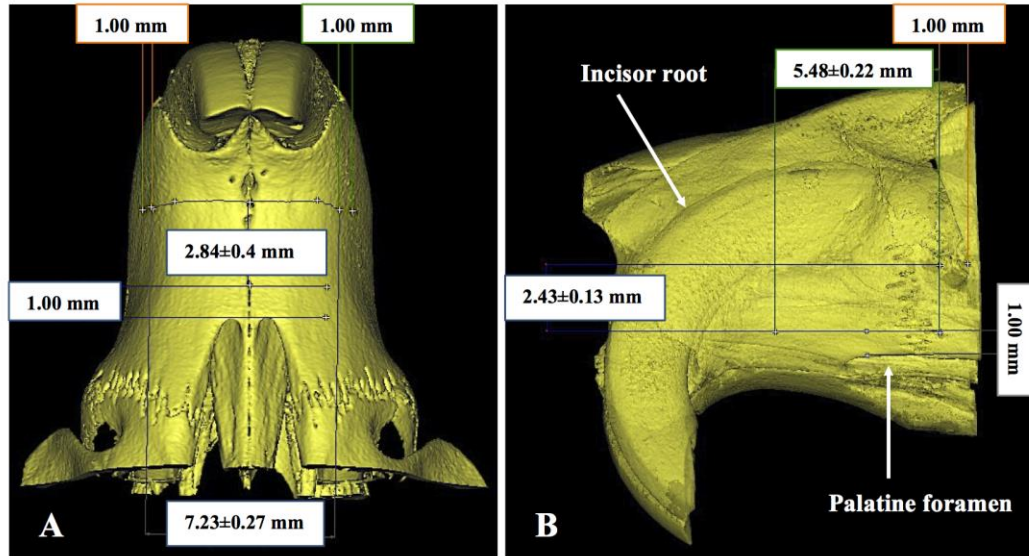 1.00 mm
1.00 mm
2.84±0.4 mm
1.00 mm
7.23±0.27 mm
A
1.00 mm
5.48±0.22 mm
Incisor root
2.43±0.13 mm
1.00 mm
Palatine foramen
B